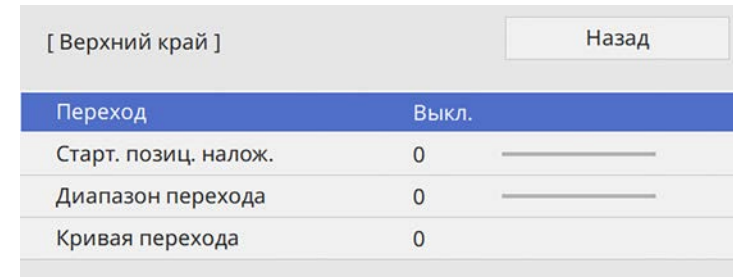 [ Верхний край ] Назад
Переход Выкл.
Старт. позиц. налож. 0
Диапазон перехода 0
Кривая перехода 0